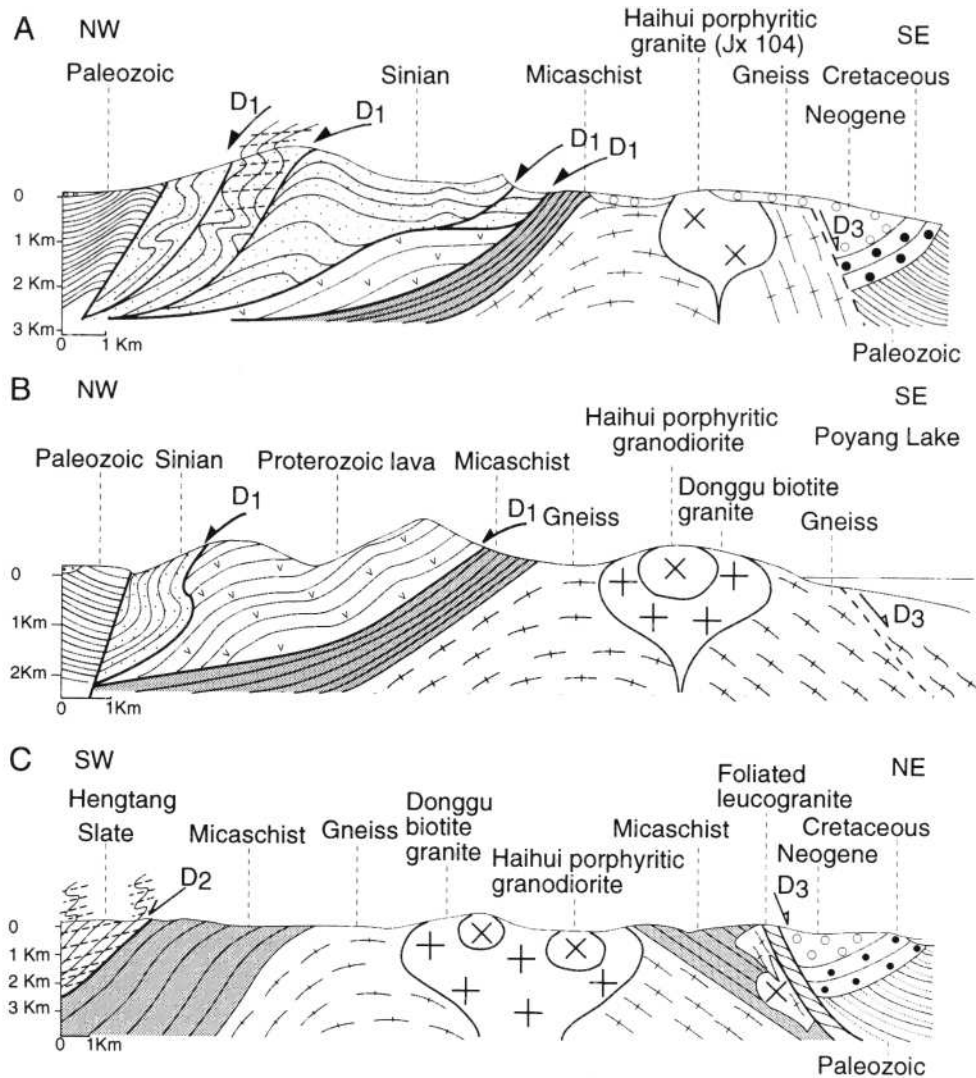 A
NW
SE
Haihui porphyritic
granite (Jx 104)
Paleozoic
Sinian
Micaschist
Gneiss
Cretaceous
Neogene
D1
D1
D1
D1
D3
0
1 Km
2 Km
3 Km
0 1 Km
Paleozoic
B
NW
SE
Haihui porphyritic
granodiorite
Poyang Lake
Paleozoic
Sinian
Proterozoic lava
Micaschist
Donggu biotite
granite
Gneiss
Gneiss
D1
D1
D3
0
1Km
2Km
0 1Km
C
SW
NE
Hengtang
Slate
Micaschist
Gneiss
Donggu
biotite
granite
Haihui porphyritic
granodiorite
Micaschist
Foliated
leucogranite
Cretaceous
Neogene
D2
D3
0
1 Km
2 Km
3 Km
0 1Km
Paleozoic